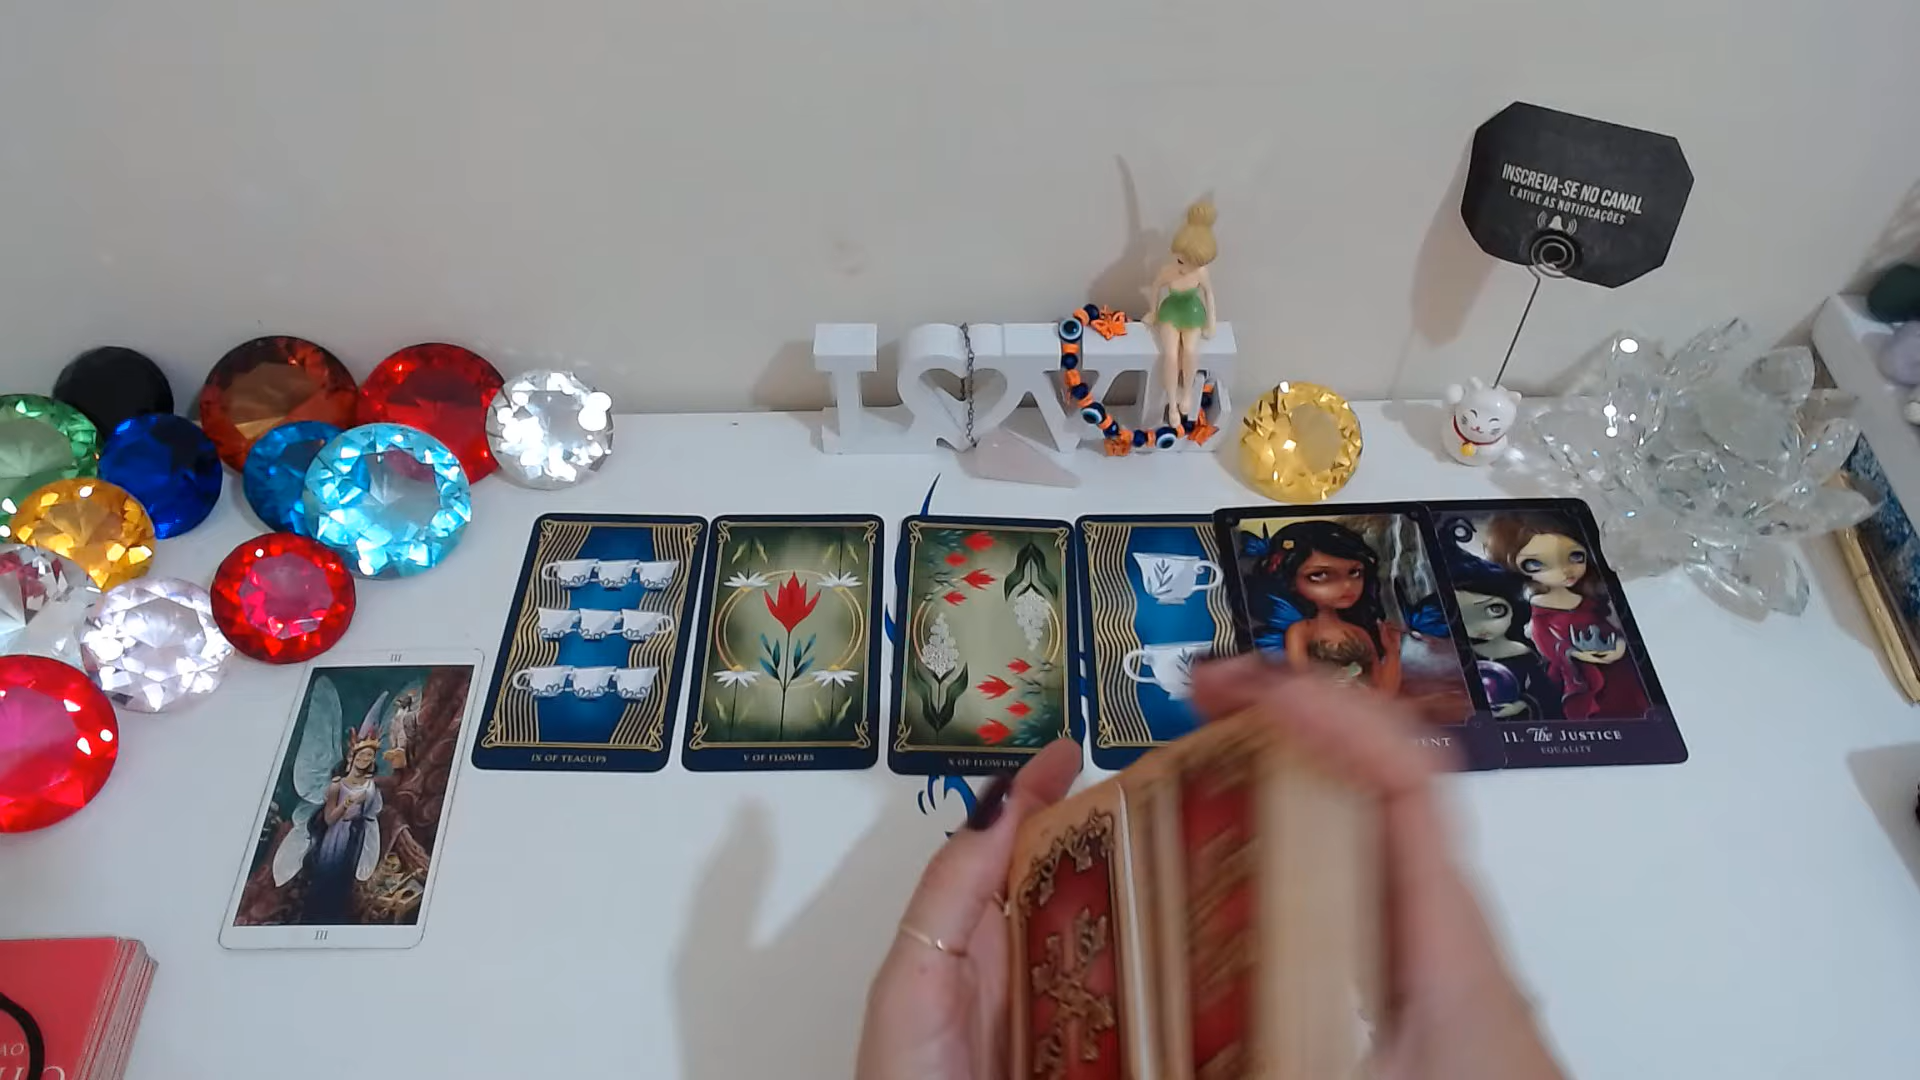 INSCREVA-SE NO CANAL
E ATIVE AS NOTIFICAÇÕES
III
III
IX OF TEACUPS
V OF FLOWERS
X OF FLOWERS
The JUSTICE
EQUALITY